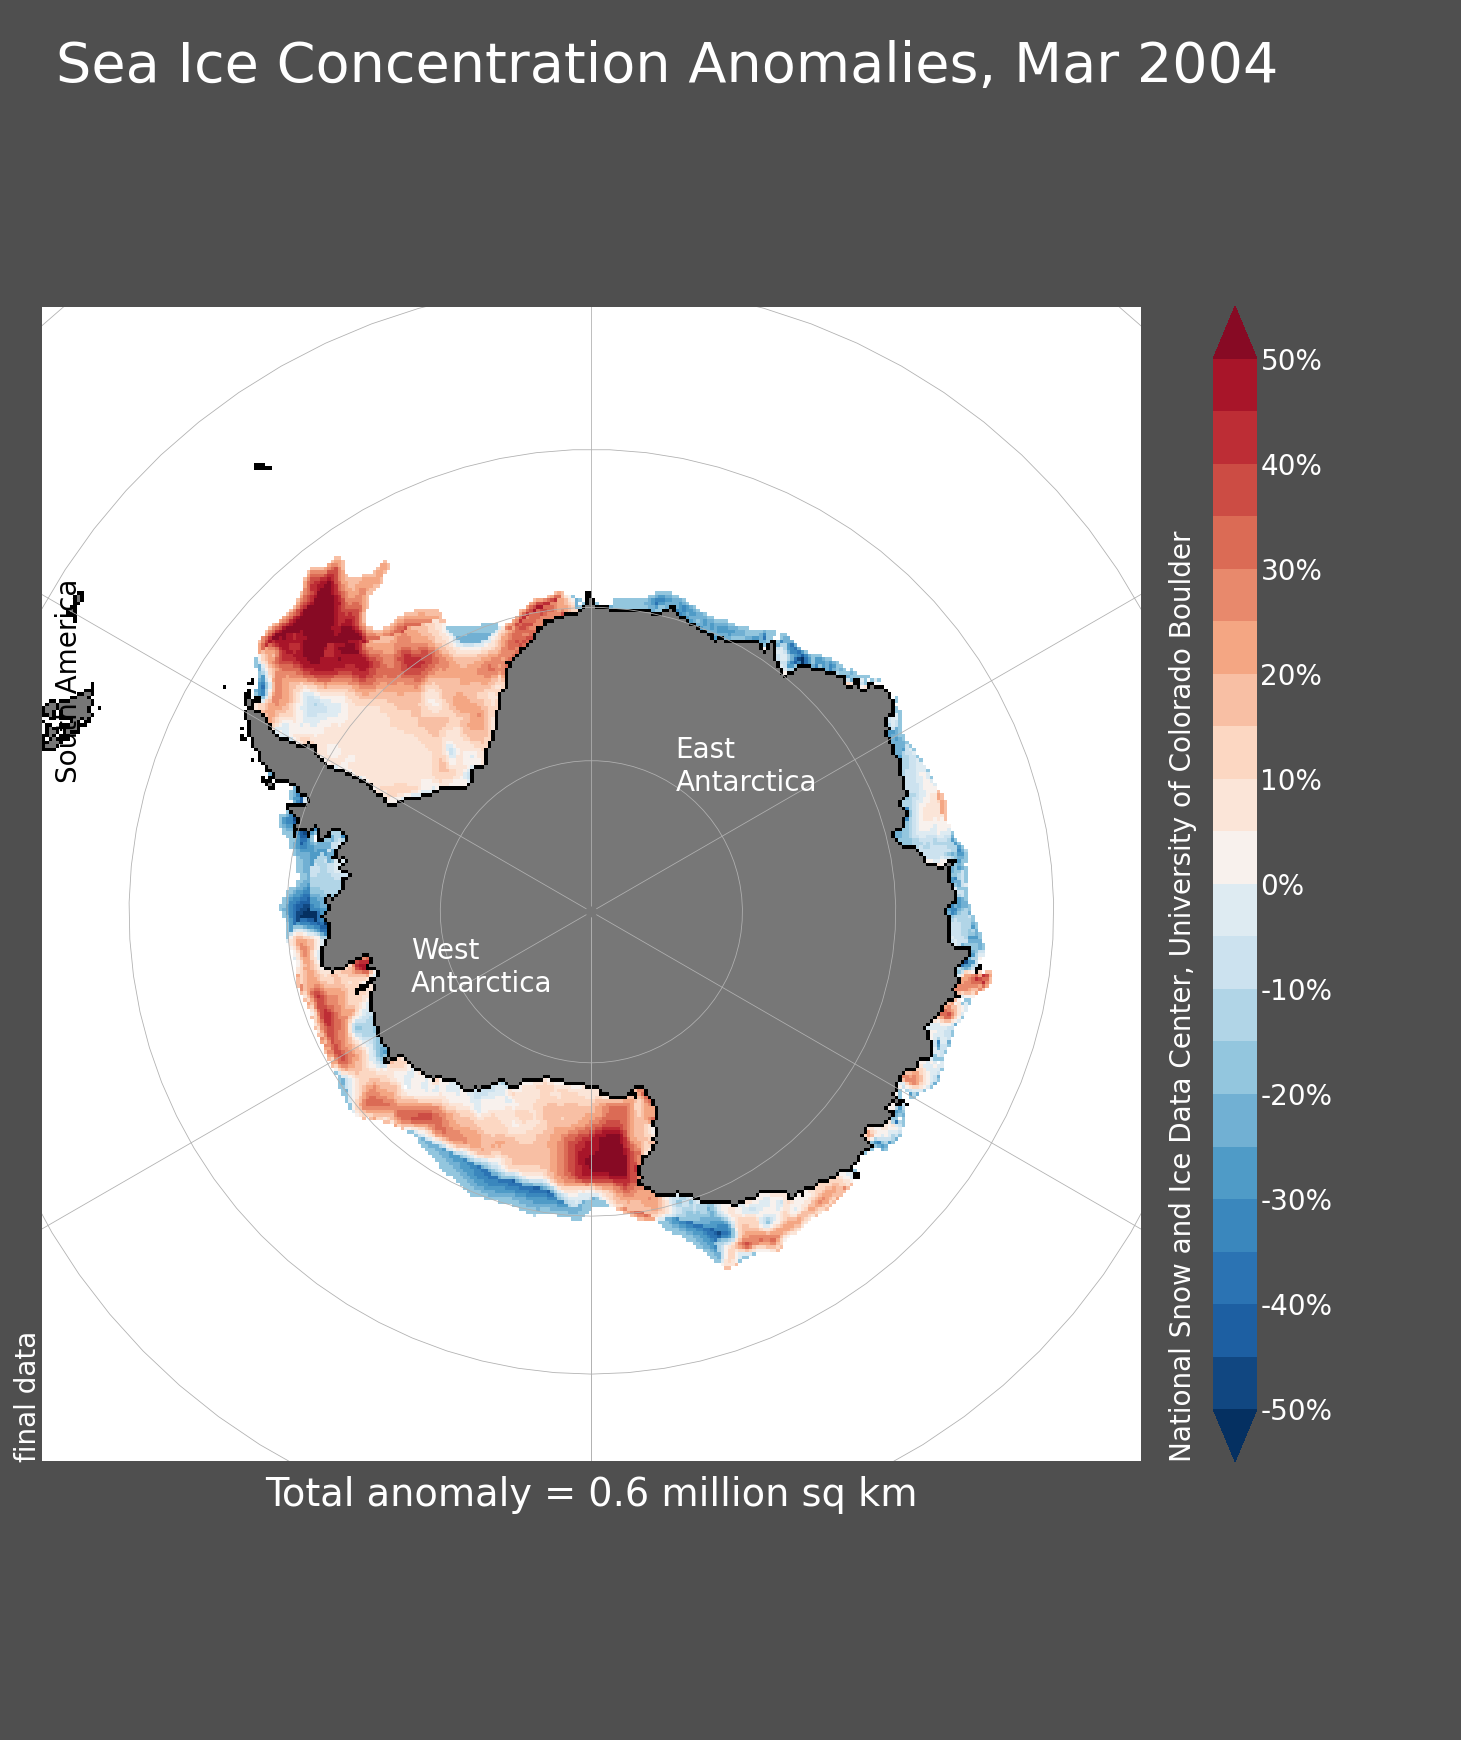 Sea Ice Concentration Anomalies, Mar 2004
South America
East
Antarctica
West
Antarctica
final data
National Snow and Ice Data Center, University of Colorado Boulder
50%
40%
30%
20%
10%
0%
-10%
-20%
-30%
-40%
-50%
Total anomaly = 0.6 million sq km